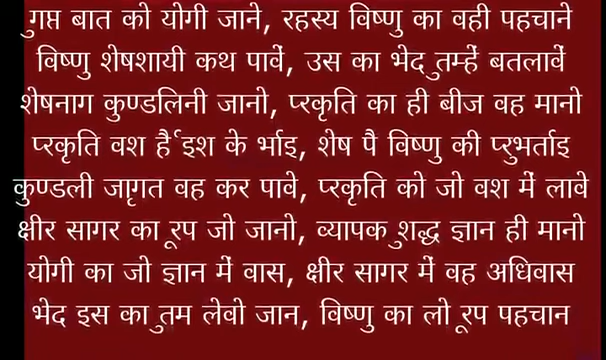 गुप्त बात को योगी जाने, रहस्य विष्णु का वही पहचाने
विष्णु शेषशायी कथ पावें, उस का भेद तुम्हें बतलावें
शेषनाग कुण्डलिनी जानो, प्रकृति का ही बीज वह मानो
प्रकृति वश है ईश के भाई, शेष पै विष्णु की प्रभुताई
कुण्डली जागृत वह कर पावे, प्रकृति को जो वश में लावे
क्षीर सागर का रूप जो जानो, व्यापक शुद्ध ज्ञान ही मानो
योगी का जो ज्ञान में वास, क्षीर सागर में वह अधिवास
भेद इस का तुम लेवो जान, विष्णु का लो रूप पहचान